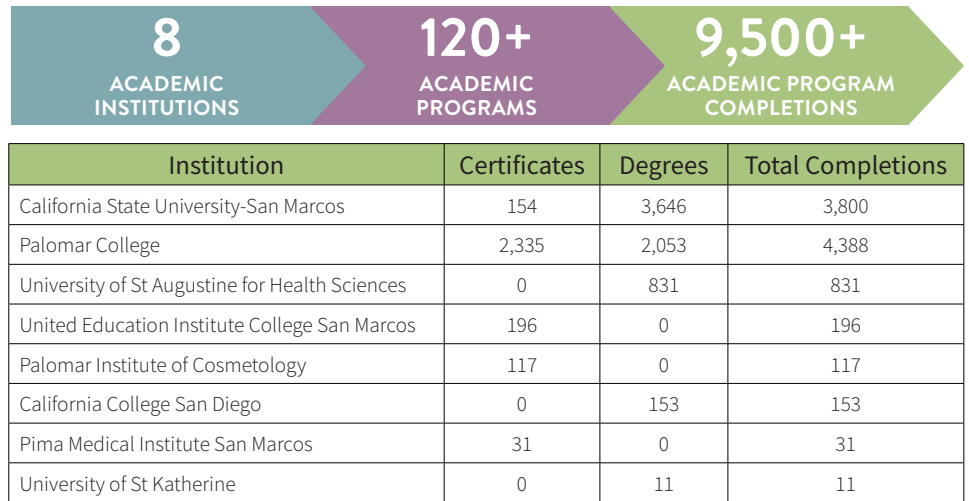 8
ACADEMIC
INSTITUTIONS
120+
ACADEMIC
PROGRAMS
9,500+
ACADEMIC PROGRAM
COMPLETIONS
Institution Certificates Degrees Total Completions
California State University-San Marcos 154 3,646 3,800
Palomar College 2,335 2,053 4,388
University of St Augustine for Health Sciences 0 831 831
United Education Institute College San Marcos 196 0 196
Palomar Institute of Cosmetology 117 0 117
California College San Diego 0 153 153
Pima Medical Institute San Marcos 31 0 31
University of St Katherine 0 11 11